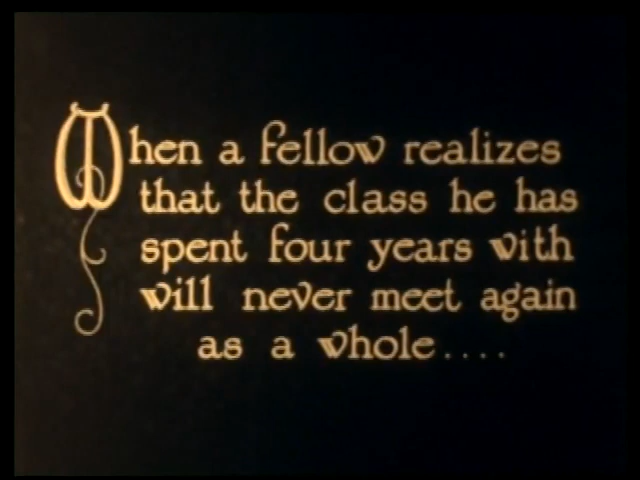 When a fellow realizes
that the class he has
spent four years with
will never meet again
as a whole....